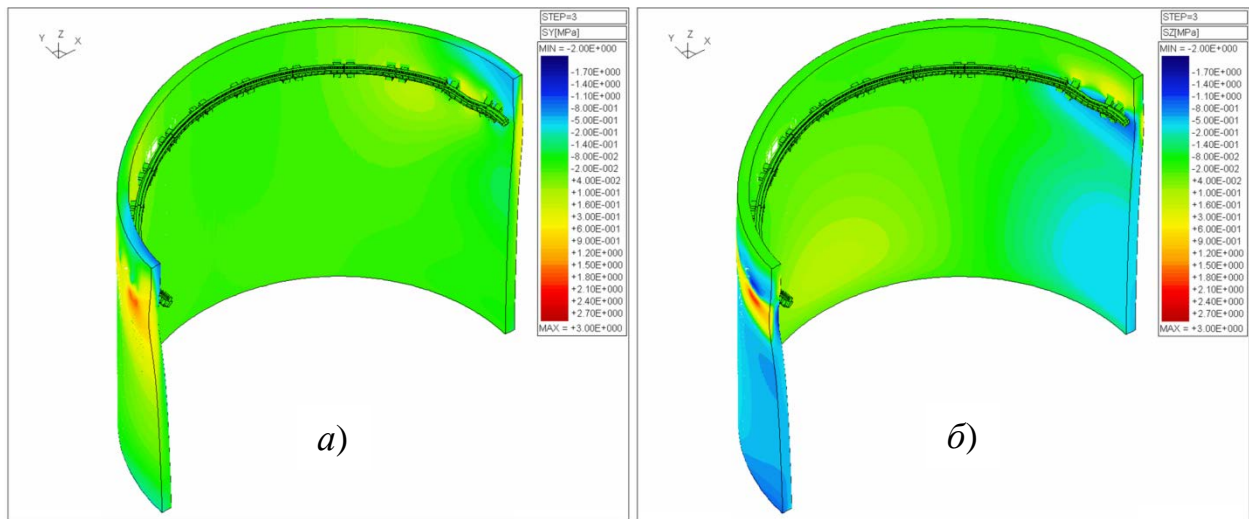 STEP=3
SY[MPa]
MIN = -2.00E+000
-1.70E+000
-1.40E+000
-1.10E+000
-8.00E-001
-5.00E-001
-1.40E-001
-8.00E-002
-2.00E-002
+4.00E-002
+1.00E-001
+1.60E-001
+3.00E-001
+6.00E-001
+9.00E-001
+1.20E+000
+1.50E+000
+1.80E+000
+2.10E+000
+2.40E+000
+2.70E+000
MAX = +3.00E+000
Y Z X
а)
STEP=3
SZ[MPa]
MIN = -2.00E+000
-1.70E+000
-1.40E+000
-1.10E+000
-8.00E-001
-5.00E-001
-1.40E-001
-8.00E-002
-2.00E-002
+4.00E-002
+1.00E-001
+1.60E-001
+3.00E-001
+6.00E-001
+9.00E-001
+1.20E+000
+1.50E+000
+1.80E+000
+2.10E+000
+2.40E+000
+2.70E+000
MAX = +3.00E+000
Y Z X
б)